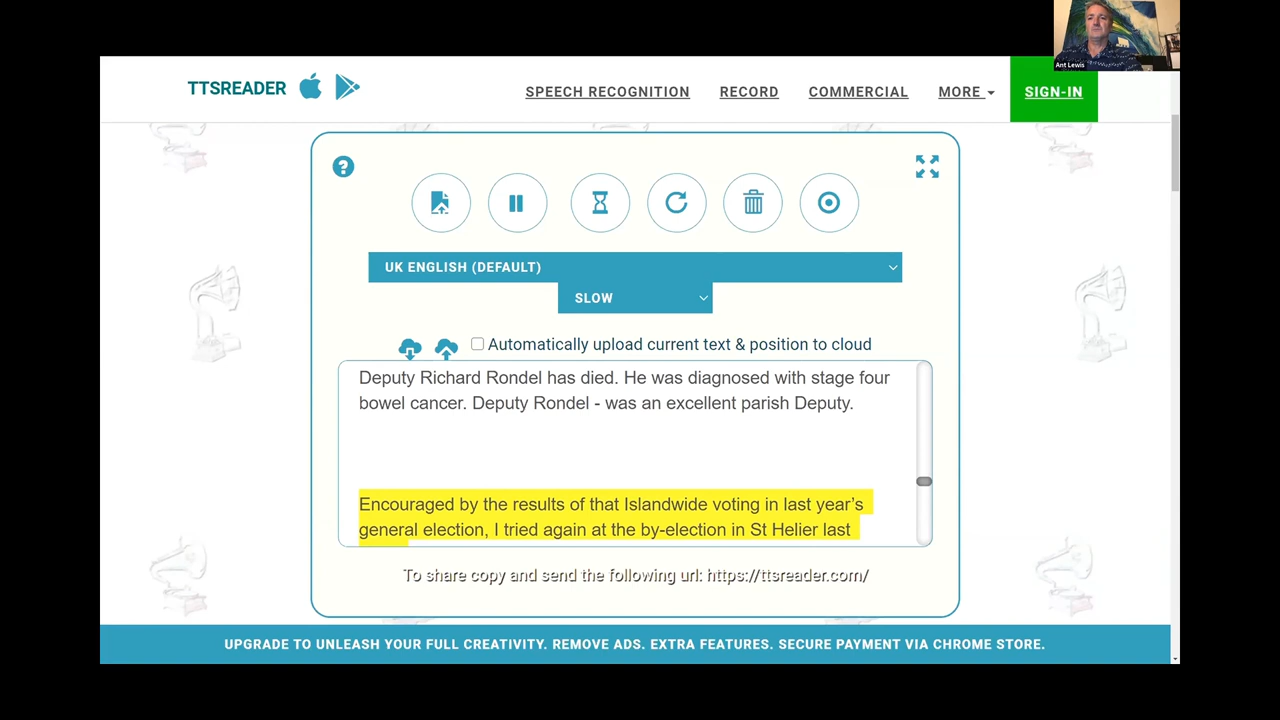 Ant Lewis
TTSREADER
SPEECH RECOGNITION
RECORD
COMMERCIAL
MORE
SIGN-IN
UK ENGLISH (DEFAULT)
SLOW
Automatically upload current text & position to cloud
Deputy Richard Rondel has died. He was diagnosed with stage four
bowel cancer. Deputy Rondel - was an excellent parish Deputy.
Encouraged by the results of that Islandwide voting in last year’s
general election, I tried again at the by-election in St Helier last
To share copy and send the following url: https://ttsreader.com/
UPGRADE TO UNLEASH YOUR FULL CREATIVITY. REMOVE ADS. EXTRA FEATURES. SECURE PAYMENT VIA CHROME STORE.